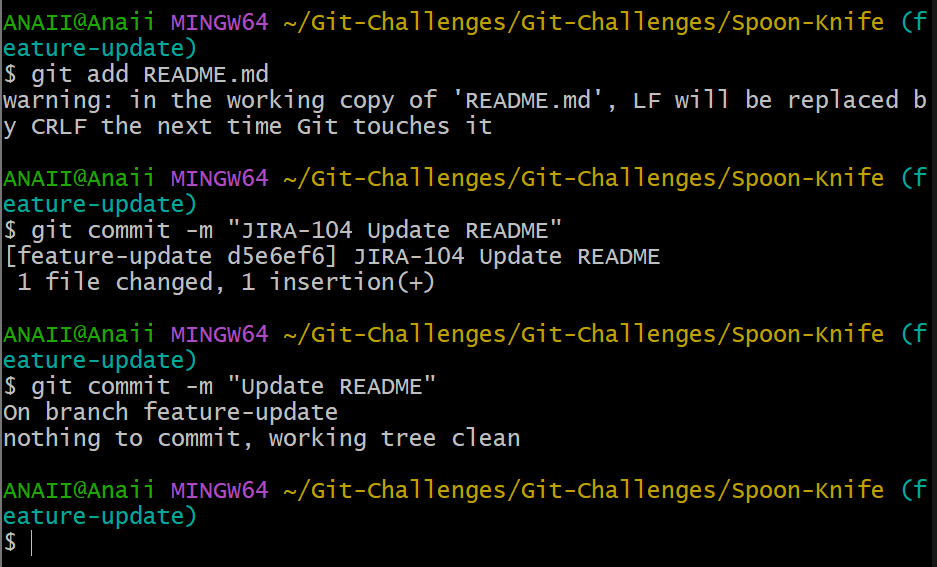 ANAII@Anaii MINGW64 ~/Git-Challenges/Git-Challenges/Spoon-Knife (f
eature-update)
$ git add README.md
warning: in the working copy of 'README.md', LF will be replaced b
y CRLF the next time Git touches it
ANAII@Anaii MINGW64 ~/Git-Challenges/Git-Challenges/Spoon-Knife (f
eature-update)
$ git commit -m "JIRA-104 Update README"
[feature-update d5e6ef6] JIRA-104 Update README
 1 file changed, 1 insertion(+)
ANAII@Anaii MINGW64 ~/Git-Challenges/Git-Challenges/Spoon-Knife (f
eature-update)
$ git commit -m "Update README"
On branch feature-update
nothing to commit, working tree clean
ANAII@Anaii MINGW64 ~/Git-Challenges/Git-Challenges/Spoon-Knife (f
eature-update)
$